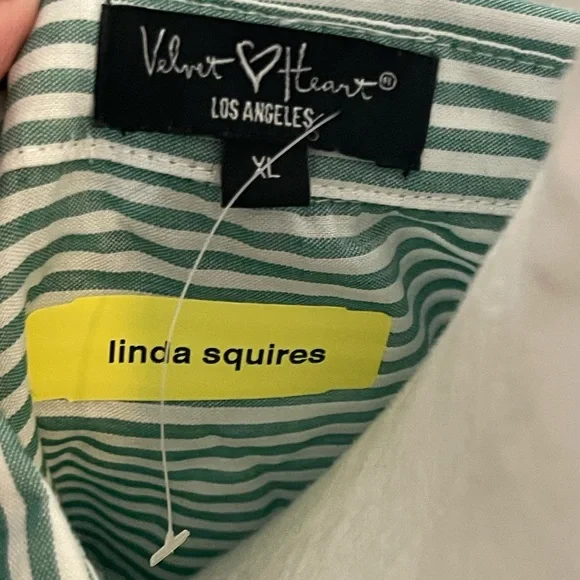 Velvet Heart®
LOS ANGELES
XL
linda squires